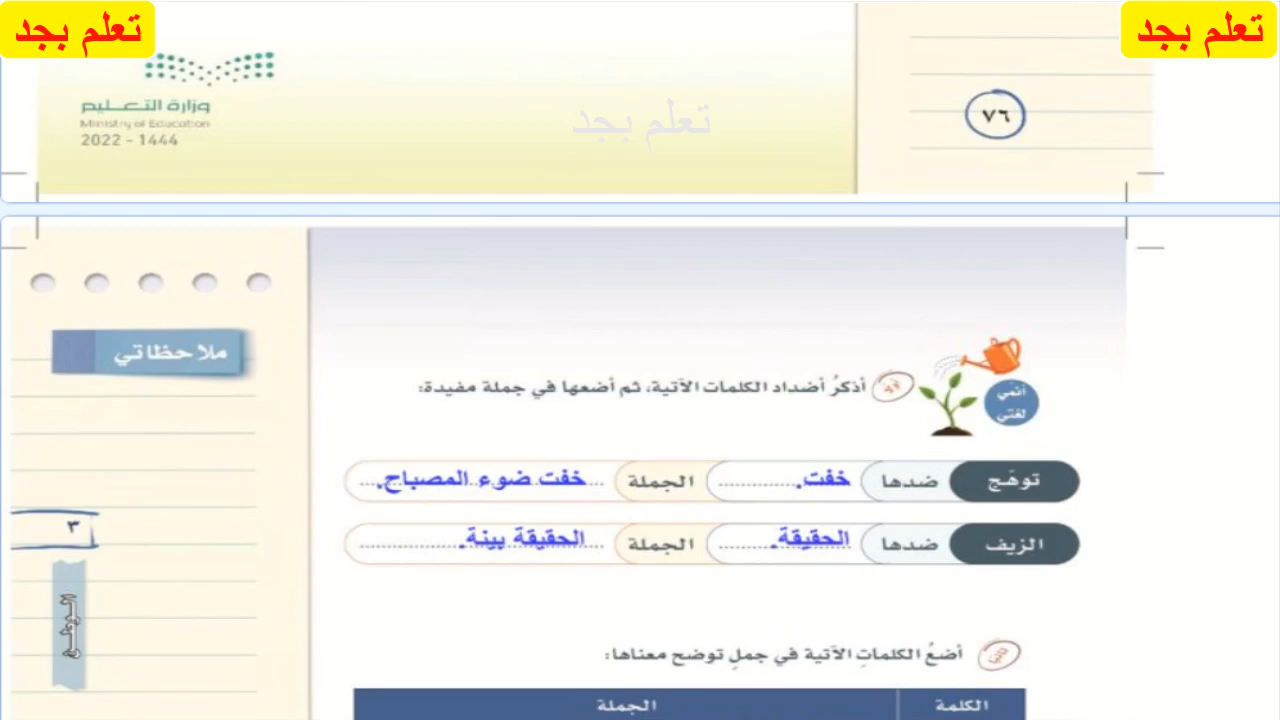 تعلم بجد
تعلم بجد
وزارة التعليم
Ministry of Education
2022 - 1444
تعلم بجد
٧٦
ملاحظاتي
أنمي
لغتي
أذكرُ أضداد الكلمات الآتية، ثم أضعها في جملة مفيدة:
توهّج ضدها خفت. الجملة خفت ضوء المصباح.
الزيف ضدها الحقيقة. الجملة الحقيقة بينة.
٣
أضعُ الكلماتِ الآتية في جملٍ توضح معناها:
الكلمة الجملة